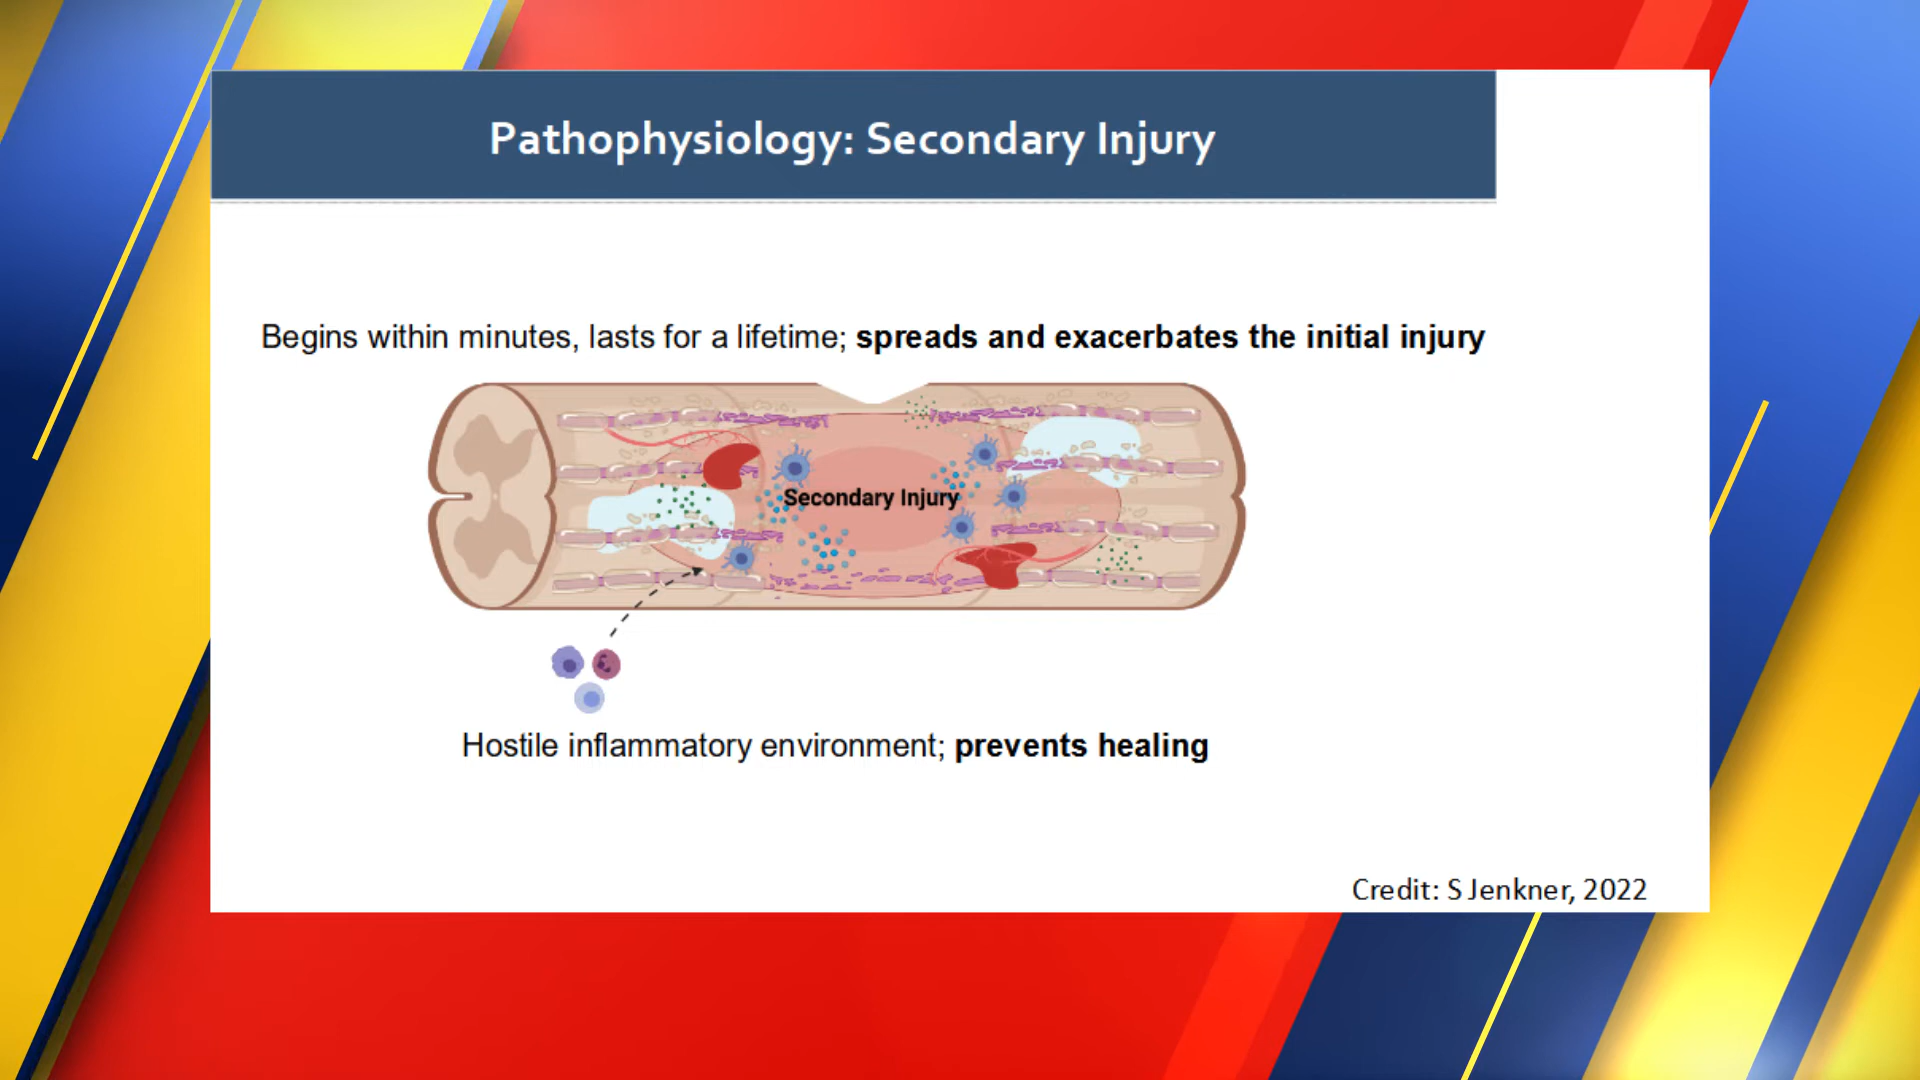 Pathophysiology: Secondary Injury
Begins within minutes, lasts for a lifetime; spreads and exacerbates the initial injury
Secondary Injury
Hostile inflammatory environment; prevents healing
Credit: S Jenkner, 2022